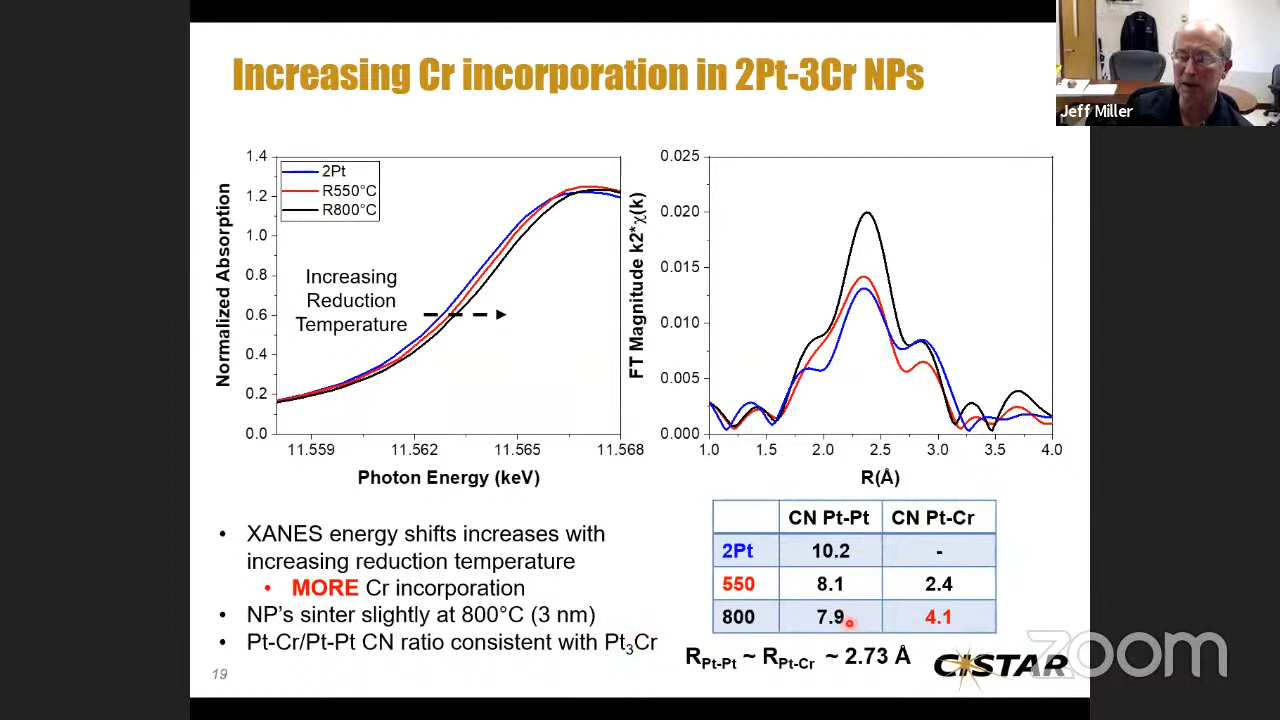 Increasing Cr incorporation in 2Pt-3Cr NPs
Jeff Miller
Normalized Absorption
1.4
1.2
1.0
0.8
0.6
0.4
0.2
0.0
2Pt
R550°C
R800°C
Increasing
Reduction
Temperature
11.559
11.562
11.565
11.568
Photon Energy (keV)
FT Magnitude k2*χ(k)
0.025
0.020
0.015
0.010
0.005
0.000
1.0
1.5
2.0
2.5
3.0
3.5
4.0
R(Å)
• XANES energy shifts increases with
increasing reduction temperature
• MORE Cr incorporation
• NP's sinter slightly at 800°C (3 nm)
• Pt-Cr/Pt-Pt CN ratio consistent with Pt₃Cr
CN Pt-Pt CN Pt-Cr
2Pt 10.2 -
550 8.1 2.4
800 7.9 4.1
R Pt-Pt ~ R Pt-Cr ~ 2.73 Å
19
CISTAR
zoom